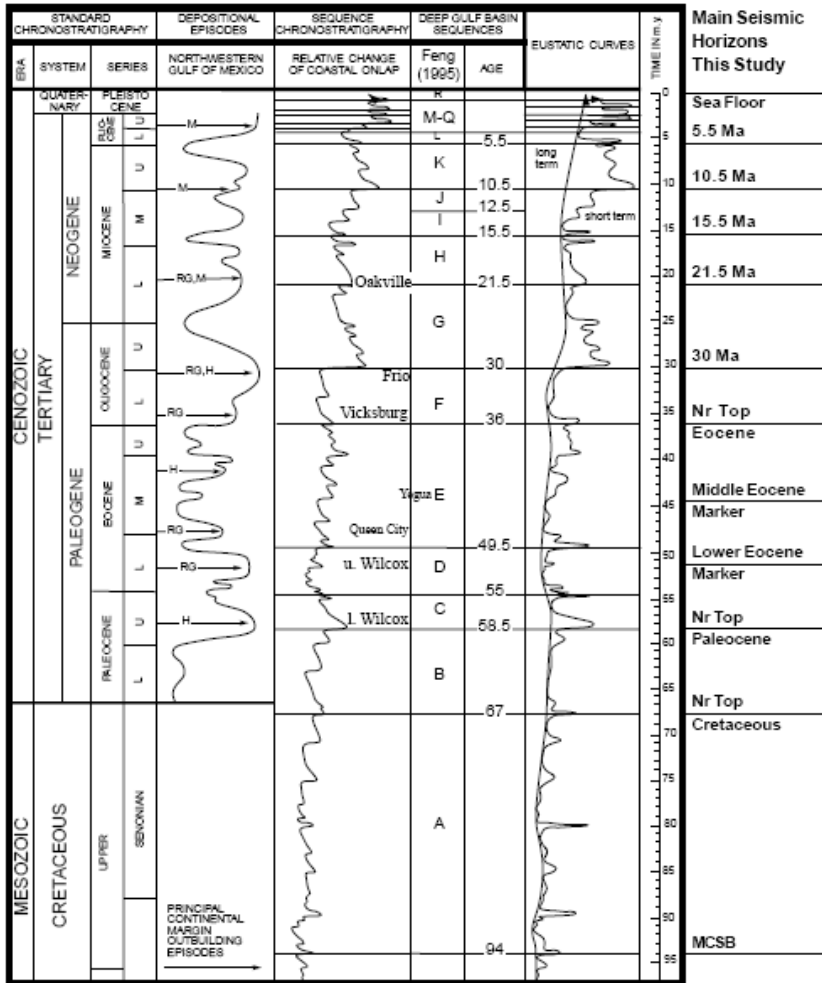 STANDARD
CHRONOSTRATIGRAPHY
DEPOSITIONAL
EPISODES
SEQUENCE
CHRONOSTRATIGRAPHY
DEEP GULF BASIN
SEQUENCES
EUSTATIC CURVES
TIME IN m.y
Main Seismic
Horizons
This Study
ERA
SYSTEM
SERIES
NORTHWESTERN
GULF OF MEXICO
RELATIVE CHANGE
OF COASTAL ONLAP
Feng
(1995)
AGE
QUATER-
NARY
PLEISTO
CENE
CENOZOIC
TERTIARY
NEOGENE
PALEOGENE
PLIO-
CENE
U
L
MIOCENE
U
M
L
OLIGOCENE
U
L
EOCENE
U
M
L
PALEOCENE
U
L
MESOZOIC
CRETACEOUS
UPPER
SENONIAN
M
M
RG,M
RG,H
RG
H
RG
RG
H
PRINCIPAL
CONTINENTAL
MARGIN
OUTBUILDING
EPISODES
Oakville
Frio
Vicksburg
Yegua
Queen City
u. Wilcox
l. Wilcox
R
M-Q
L
K
J
I
H
G
F
E
D
C
B
A
5.5
10.5
12.5
15.5
21.5
30
36
49.5
55
58.5
67
94
long
term
short term
0
5
10
15
20
25
30
35
40
45
50
55
60
65
70
75
80
85
90
95
Sea Floor
5.5 Ma
10.5 Ma
15.5 Ma
21.5 Ma
30 Ma
Nr Top
Eocene
Middle Eocene
Marker
Lower Eocene
Marker
Nr Top
Paleocene
Nr Top
Cretaceous
MCSB